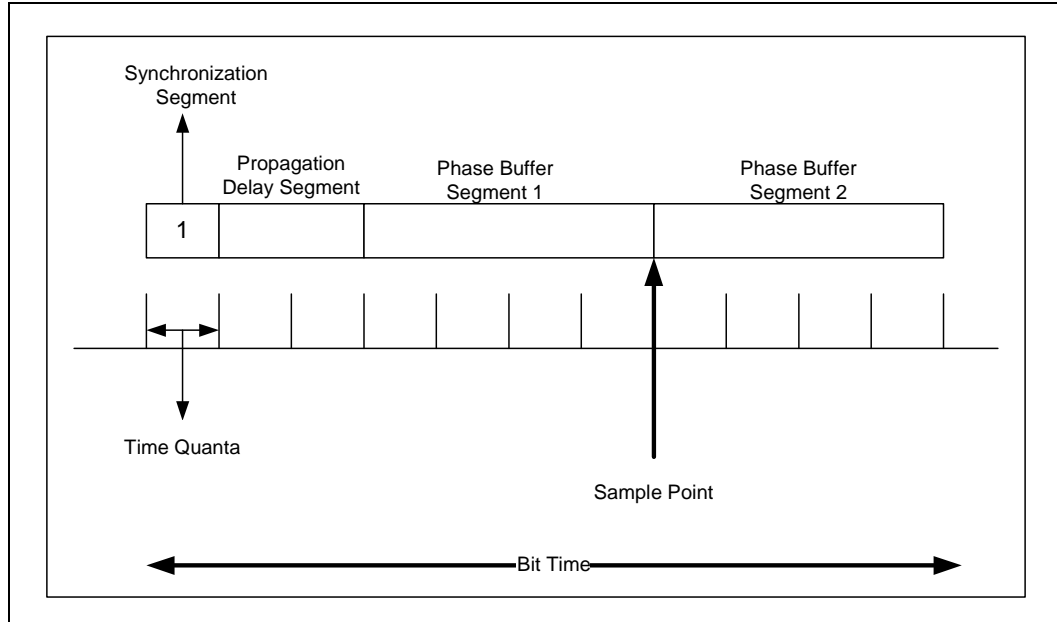 Synchronization
Segment
Propagation
Delay Segment
Phase Buffer
Segment 1
Phase Buffer
Segment 2
1
Time Quanta
Sample Point
Bit Time